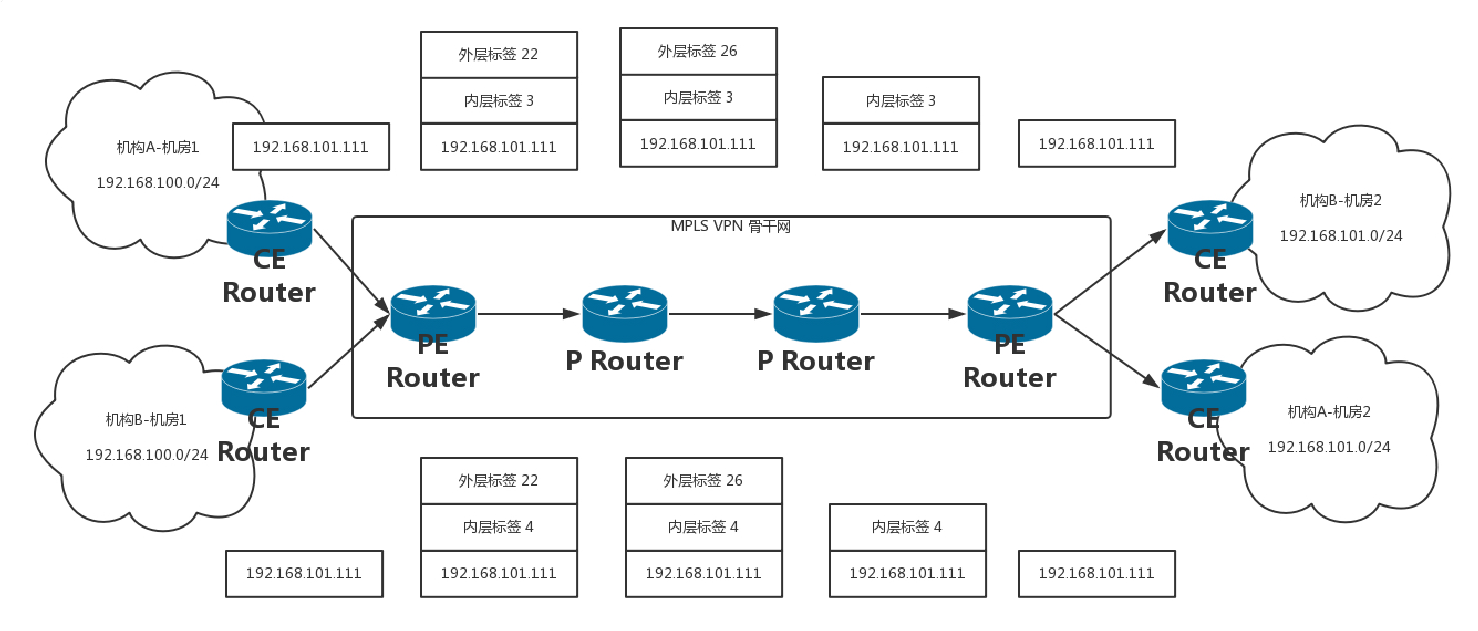 外层标签 22
内层标签 3
192.168.101.111
外层标签 26
内层标签 3
192.168.101.111
内层标签 3
192.168.101.111
192.168.101.111
192.168.101.111
机构A-机房1
192.168.100.0/24
CE
Router
机构B-机房2
192.168.101.0/24
CE
Router
MPLS VPN 骨干网
PE
Router
P Router
P Router
PE
Router
机构B-机房1
192.168.100.0/24
CE
Router
机构A-机房2
192.168.101.0/24
CE
Router
192.168.101.111
外层标签 22
内层标签 4
192.168.101.111
外层标签 26
内层标签 4
192.168.101.111
内层标签 4
192.168.101.111
192.168.101.111